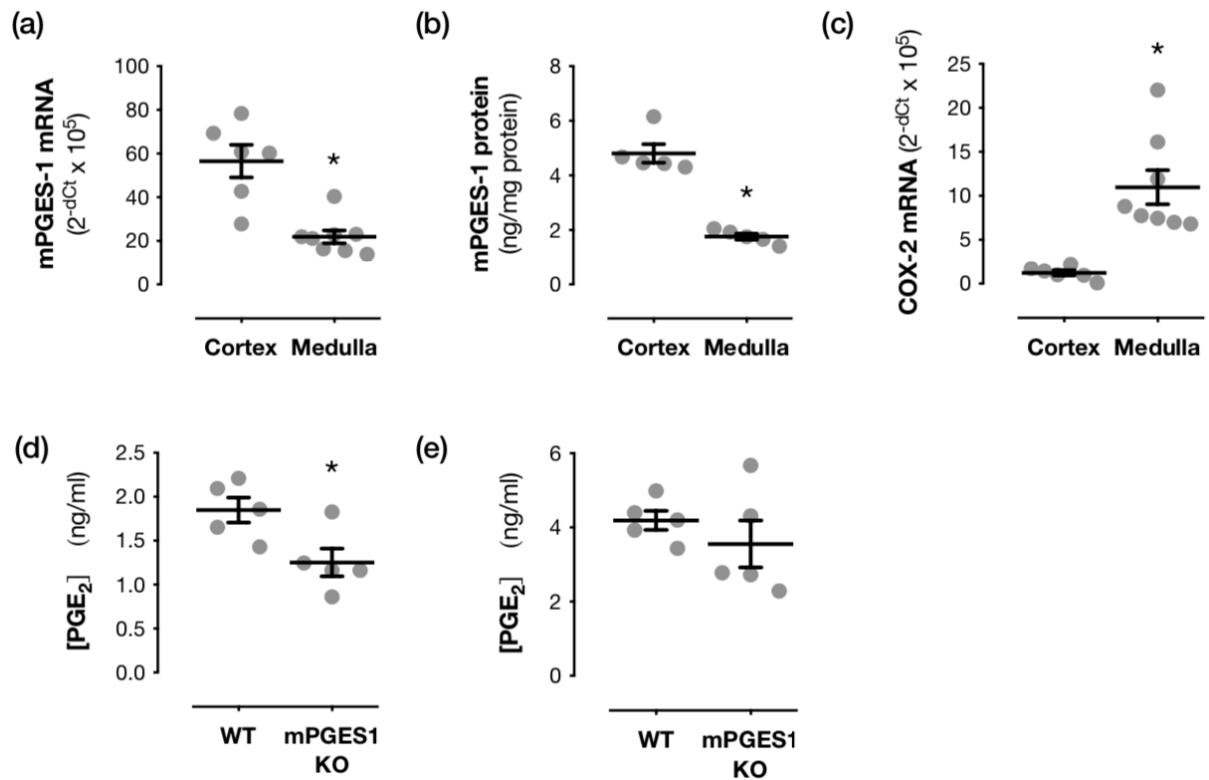 (a)
mPGES-1 mRNA
(2-dCt x 105)
100
80
60
40
20
0
*
Cortex Medulla
(b)
mPGES-1 protein
(ng/mg protein)
8
6
4
2
0
*
Cortex Medulla
(c)
COX-2 mRNA (2-dCt x 105)
25
20
15
10
5
0
*
Cortex Medulla
(d)
[PGE2] (ng/ml)
2.5
2.0
1.5
1.0
0.5
0.0
*
WT mPGES1
KO
(e)
[PGE2] (ng/ml)
6
4
2
0
WT mPGES1
KO